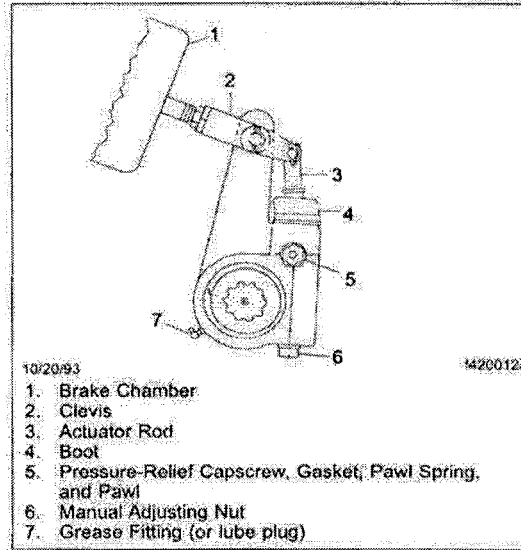 1
2
3
4
5
6
7
10/20/93
1. Brake Chamber
2. Clevis
3. Actuator Rod
4. Boot
5. Pressure-Relief Capscrew, Gasket, Pawl Spring,
and Pawl
6. Manual Adjusting Nut
7. Grease Fitting (or lube plug)